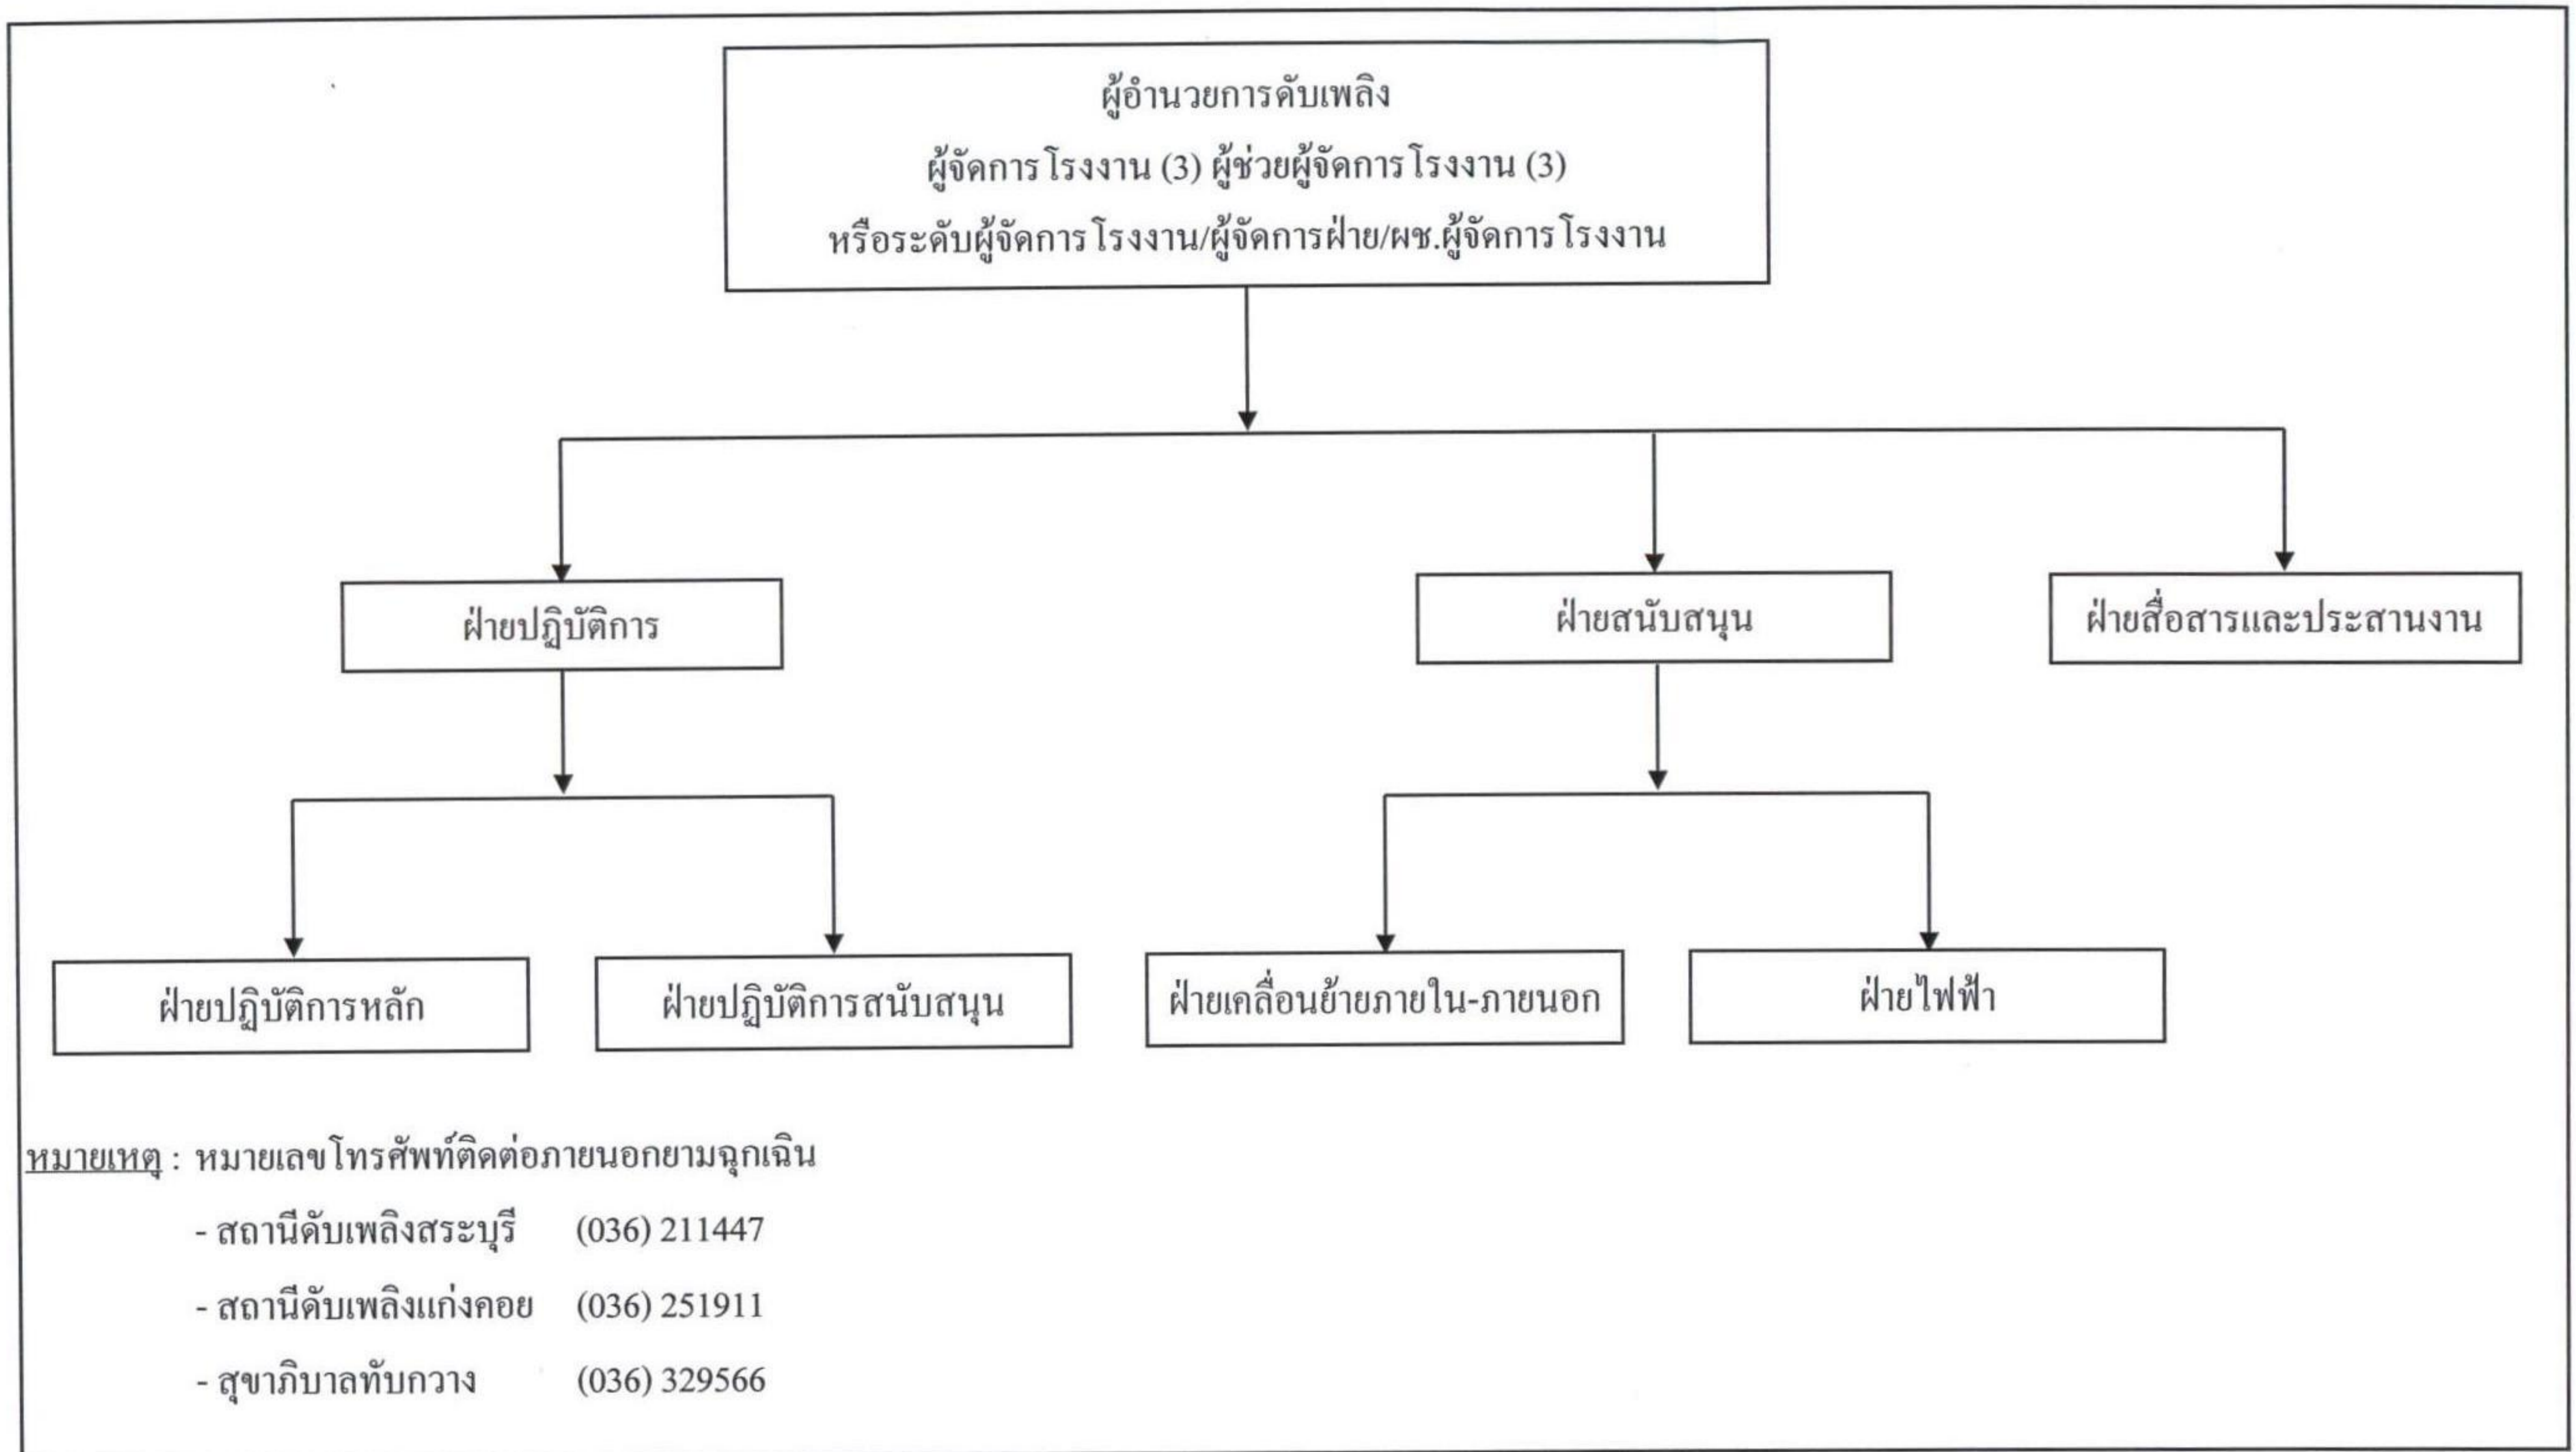 ผู้อำนวยการดับเพลิง
ผู้จัดการโรงงาน (3) ผู้ช่วยผู้จัดการโรงงาน (3)
หรือระดับผู้จัดการโรงงาน/ผู้จัดการฝ่าย/ผช.ผู้จัดการโรงงาน
ฝ่ายปฏิบัติการ
ฝ่ายสนับสนุน
ฝ่ายสื่อสารและประสานงาน
ฝ่ายปฏิบัติการหลัก
ฝ่ายปฏิบัติการสนับสนุน
ฝ่ายเคลื่อนย้ายภายใน-ภายนอก
ฝ่ายไฟฟ้า
หมายเหตุ : หมายเลขโทรศัพท์ติดต่อภายนอกยามฉุกเฉิน
- สถานีดับเพลิงสระบุรี (036) 211447
- สถานีดับเพลิงแก่งคอย (036) 251911
- สุขาภิบาลทับกวาง (036) 329566